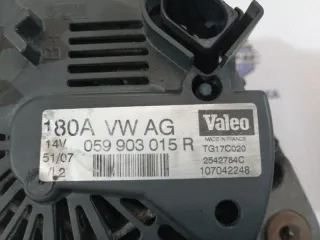 180A VW AG
14V 059 903 015 R
51/07
/L2
Valeo
MADE IN FRANCE
TG17C020
2542784C
107042248